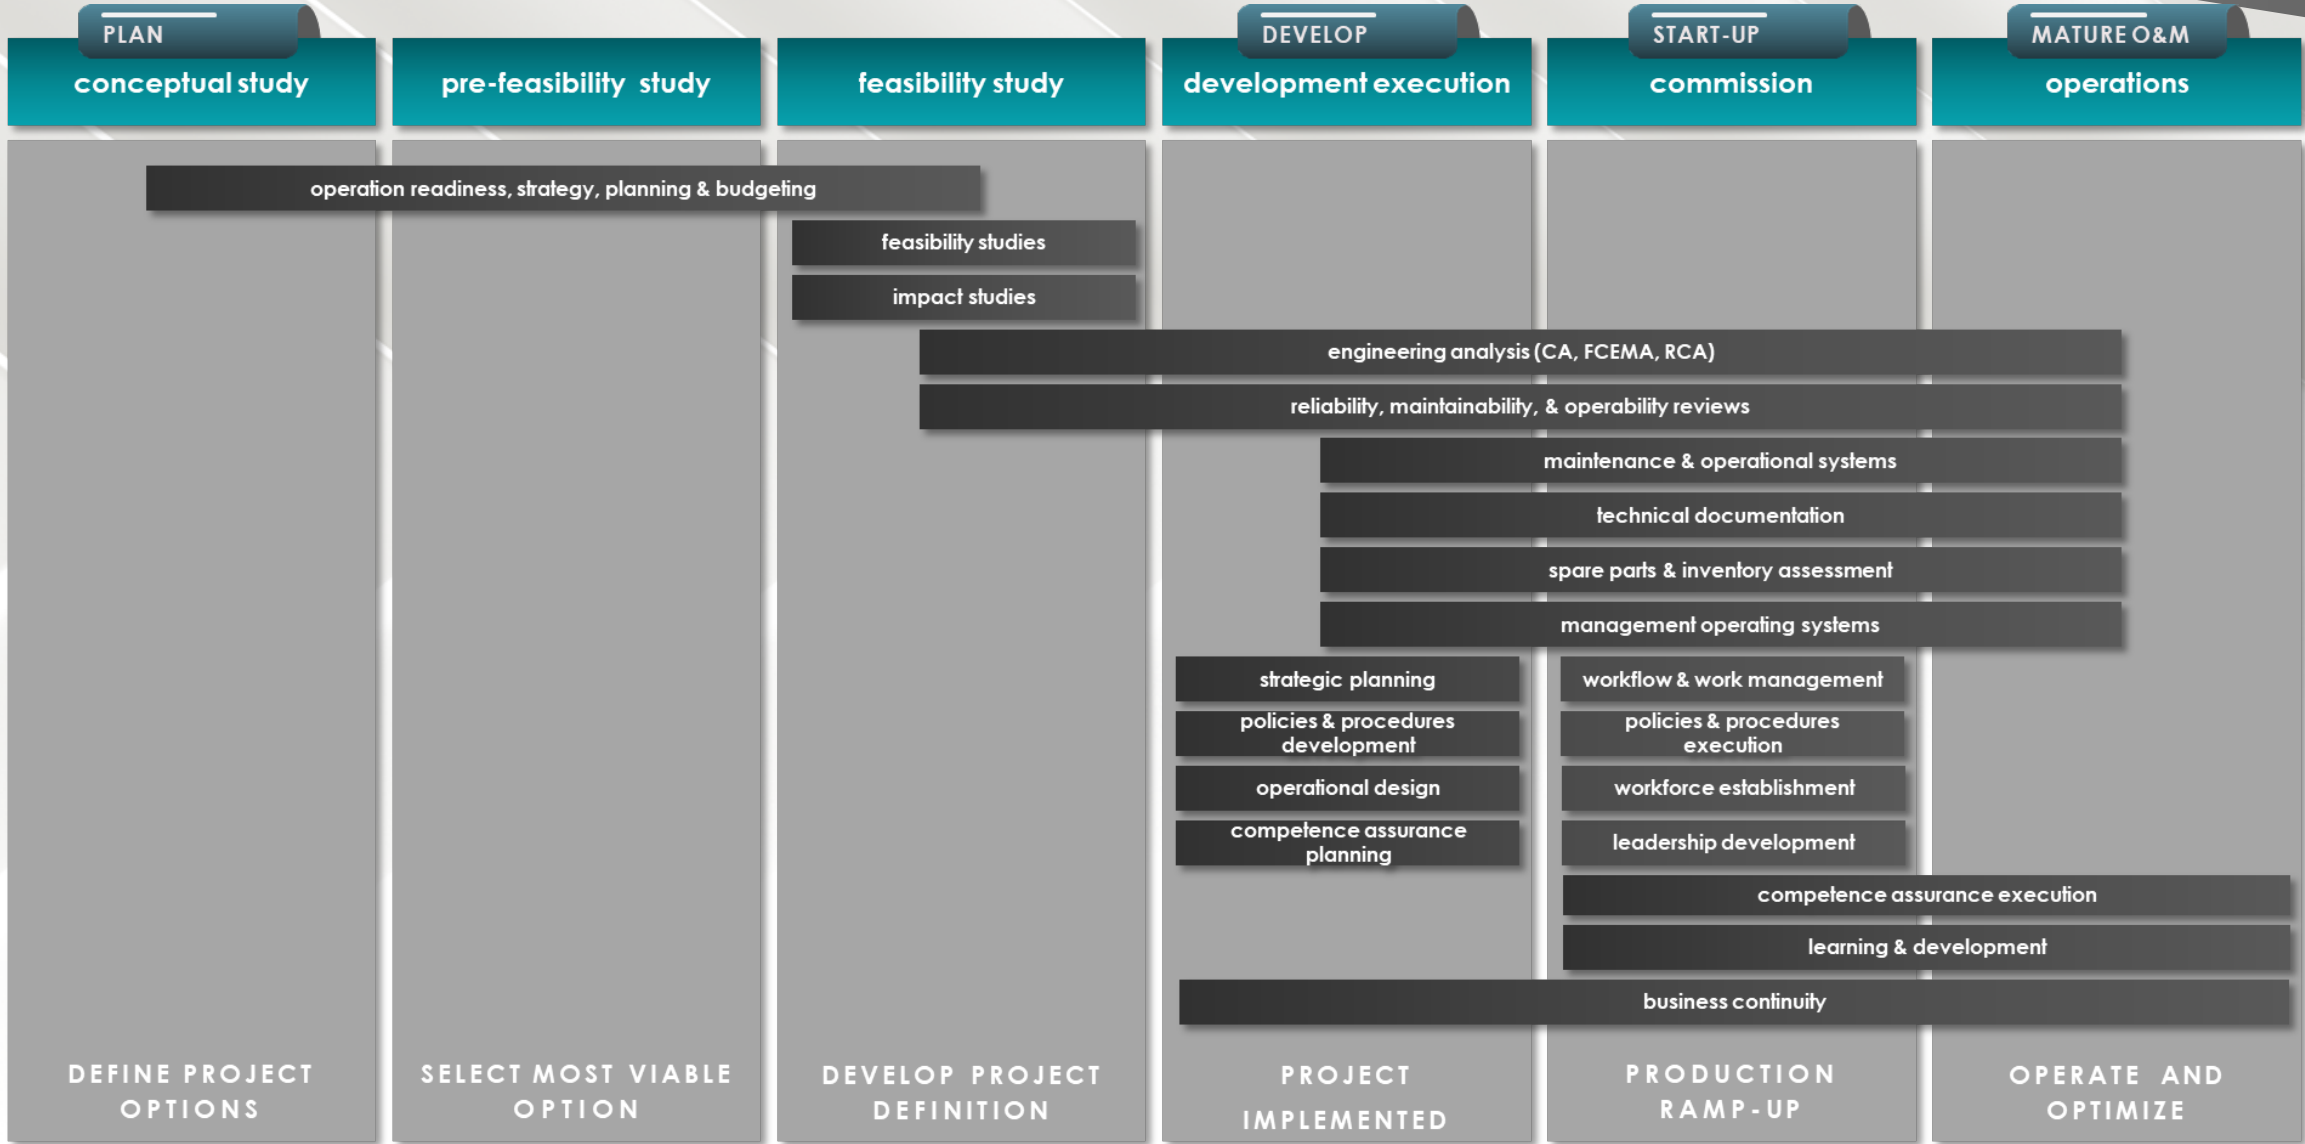 PLAN
DEVELOP
START-UP
MATURE O&M
conceptual study
pre-feasibility study
feasibility study
development execution
commission
operations
operation readiness, strategy, planning & budgeting
feasibility studies
impact studies
engineering analysis (CA, FCEMA, RCA)
reliability, maintainability, & operability reviews
maintenance & operational systems
technical documentation
spare parts & inventory assessment
management operating systems
strategic planning
workflow & work management
policies & procedures
development
policies & procedures
execution
operational design
workforce establishment
competence assurance
planning
leadership development
competence assurance execution
learning & development
business continuity
DEFINE PROJECT
OPTIONS
SELECT MOST VIABLE
OPTION
DEVELOP PROJECT
DEFINITION
PROJECT
IMPLEMENTED
PRODUCTION
RAMP-UP
OPERATE AND
OPTIMIZE